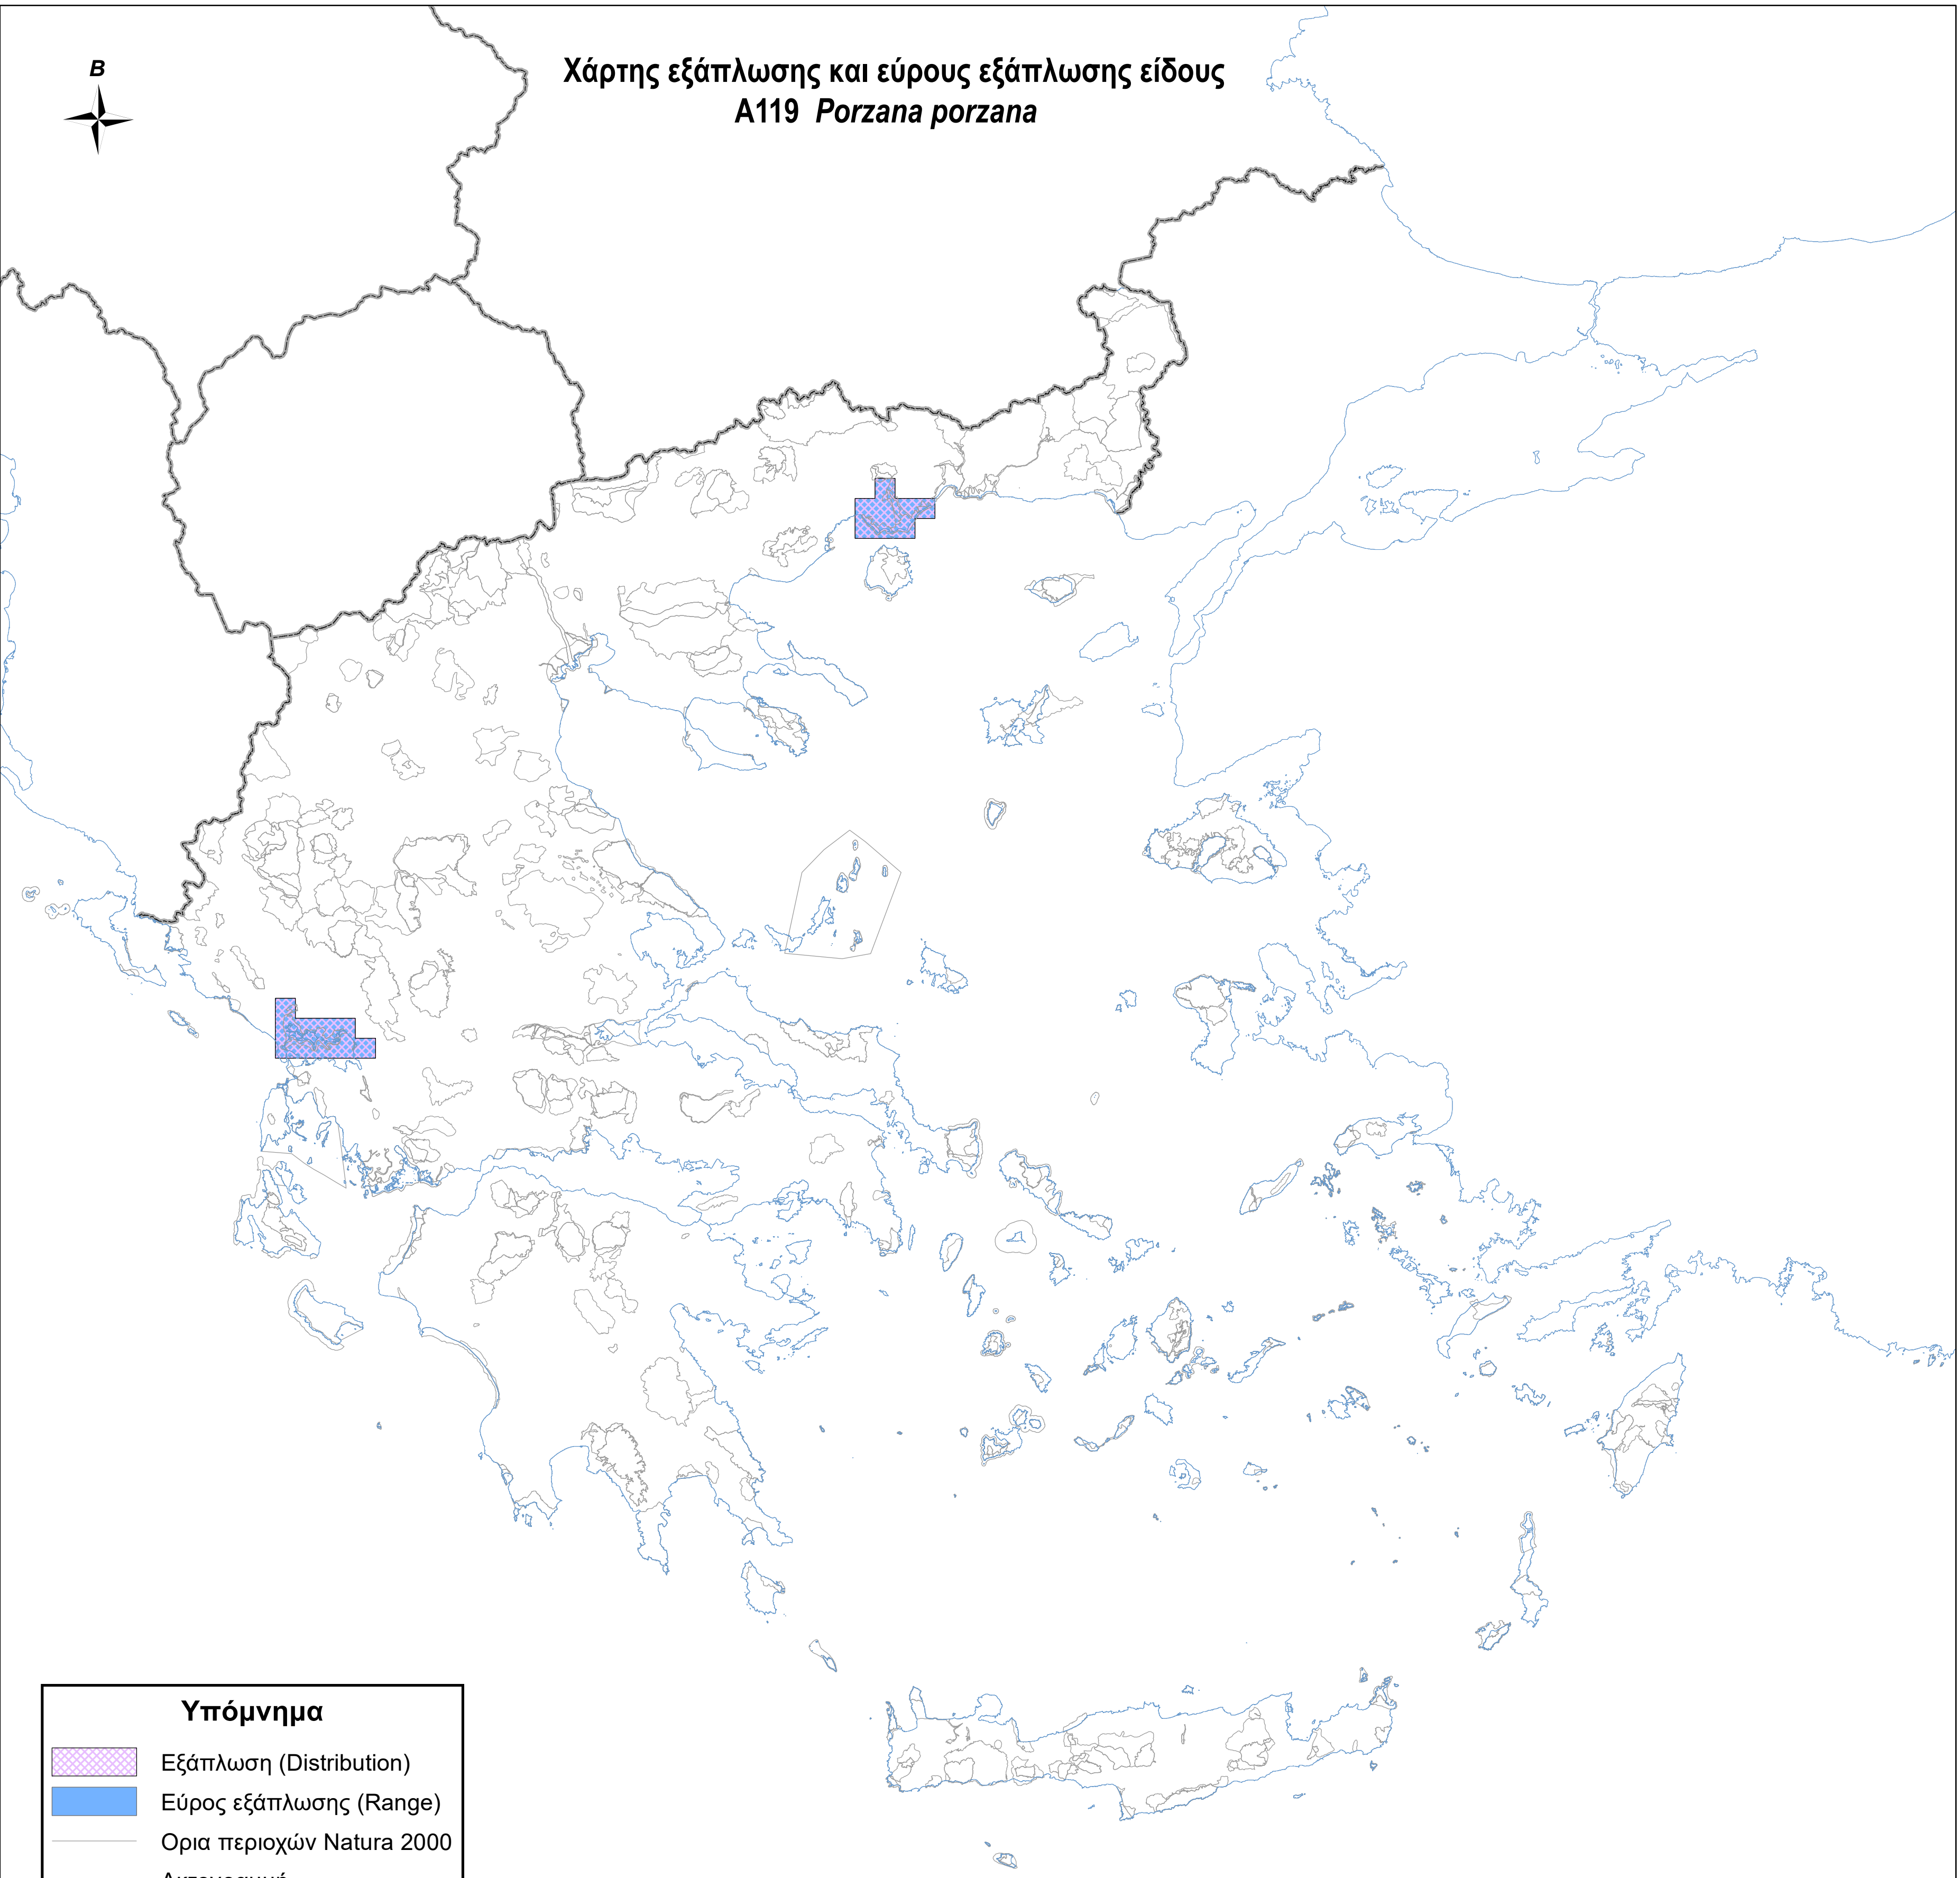 Β
Χάρτης εξάπλωσης και εύρους εξάπλωσης είδους
A119 Porzana porzana
Υπόμνημα
Εξάπλωση (Distribution)
Εύρος εξάπλωσης (Range)
Ορια περιοχών Natura 2000